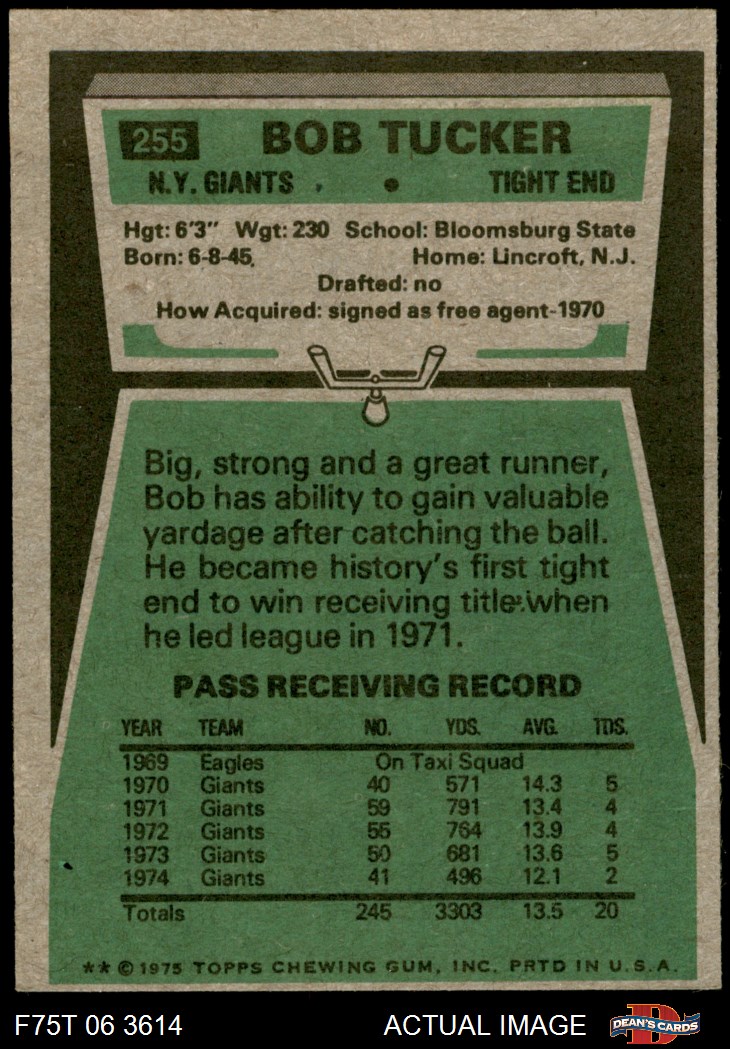 255 BOB TUCKER
N.Y. GIANTS • TIGHT END
Hgt: 6'3" Wgt: 230 School: Bloomsburg State
Born: 6-8-45 Home: Lincroft, N.J.
Drafted: no
How Acquired: signed as free agent-1970
Big, strong and a great runner,
Bob has ability to gain valuable
yardage after catching the ball.
He became history's first tight
end to win receiving title when
he led league in 1971.
PASS RECEIVING RECORD
YEAR TEAM NO. YDS. AVG. TDS.
1969 Eagles On Taxi Squad
1970 Giants 40 571 14.3 5
1971 Giants 59 791 13.4 4
1972 Giants 55 764 13.9 4
1973 Giants 50 681 13.6 5
1974 Giants 41 496 12.1 2
Totals 245 3303 13.5 20
** © 1975 TOPPS CHEWING GUM, INC. PRTD IN U.S.A.
F75T 06 3614 ACTUAL IMAGE DEAN'S CARDS